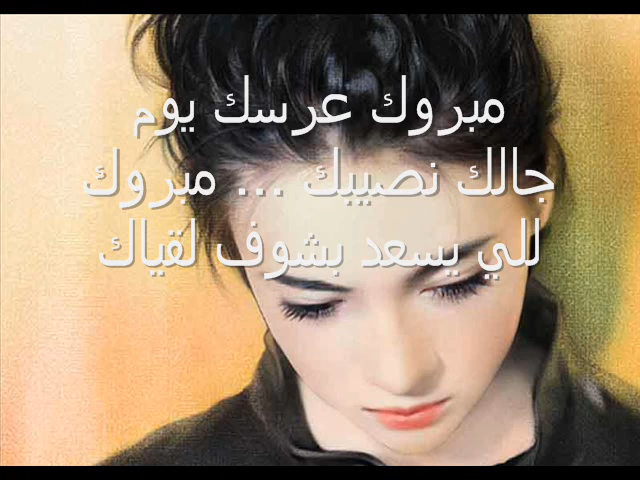 مبروك عرسك يوم
جالك نصيبك ... مبروك
للي يسعد بشوف لقياك